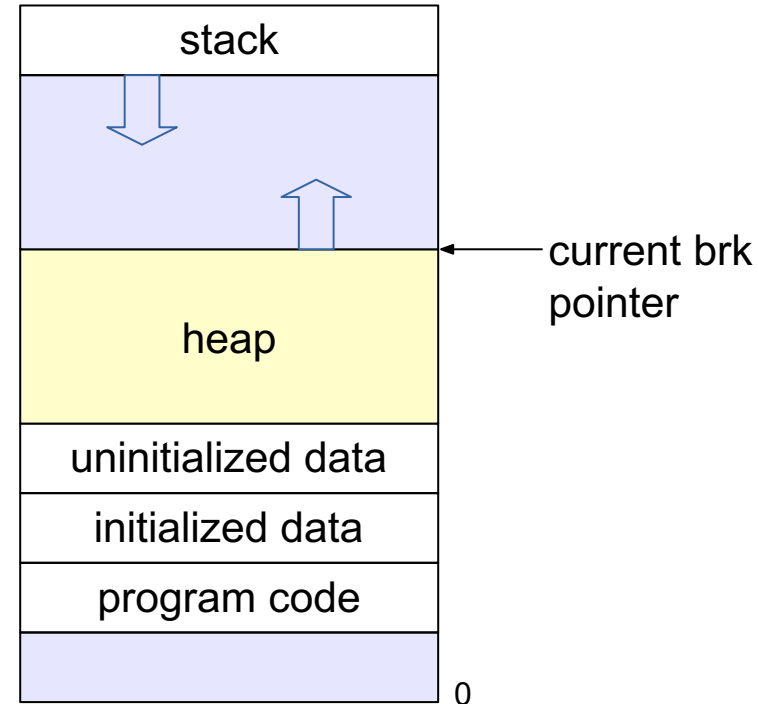 stack
current brk
pointer
heap
uninitialized data
initialized data
program code
0